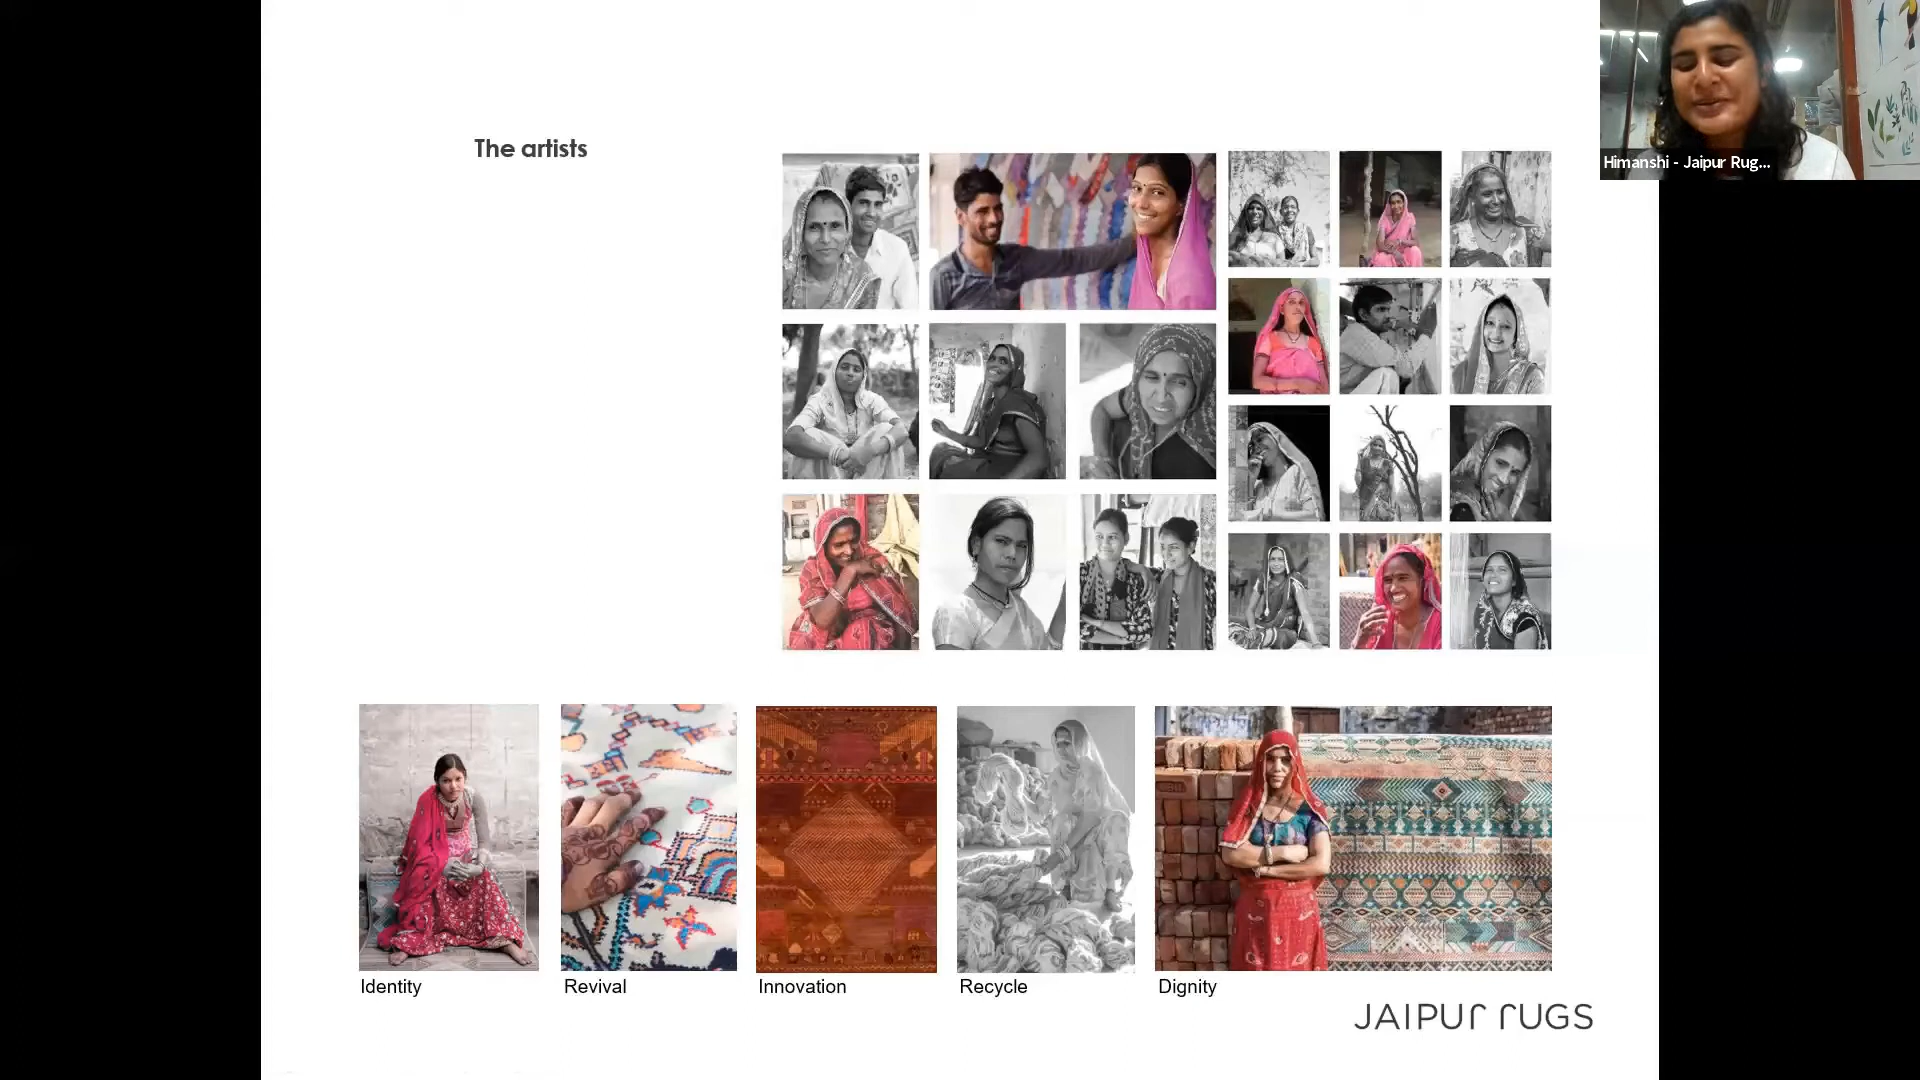 The artists
Himanshi - Jaipur Rug...
Identity
Revival
Innovation
Recycle
Dignity
JAIPUR RUGS